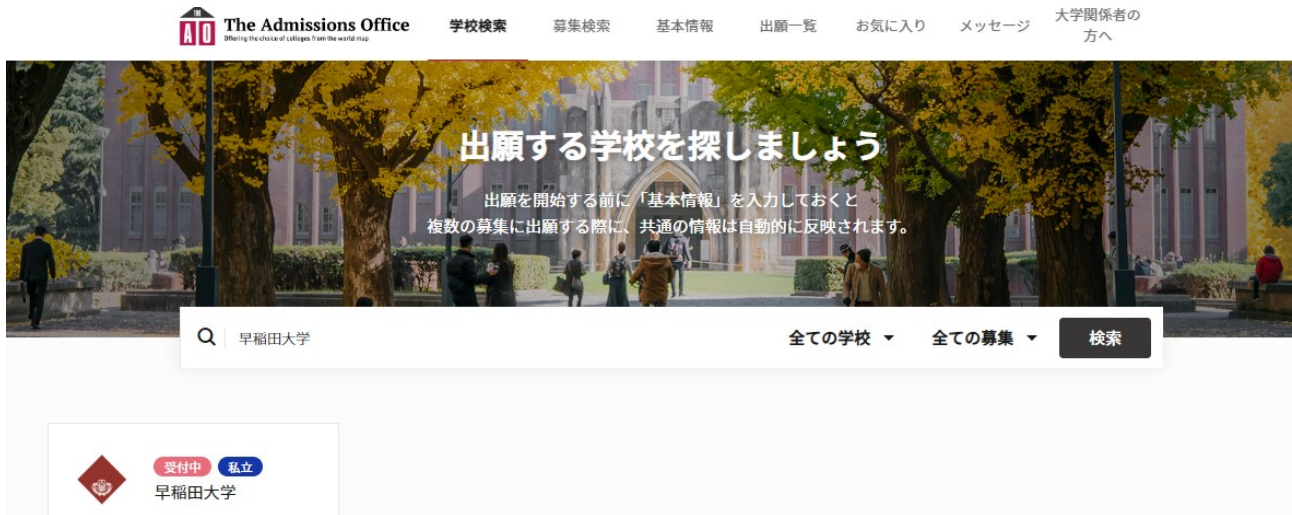 THE
AO
The Admissions Office
Offering the choice of colleges from the world map
学校検索
募集検索
基本情報
出願一覧
お気に入り
メッセージ
大学関係者の
方へ
出願する学校を探しましょう
出願を開始する前に「基本情報」を入力しておくと
複数の募集に出願する際に、共通の情報は自動的に反映されます。
早稲田大学
全ての学校
全ての募集
検索
受付中
私立
早稲田大学